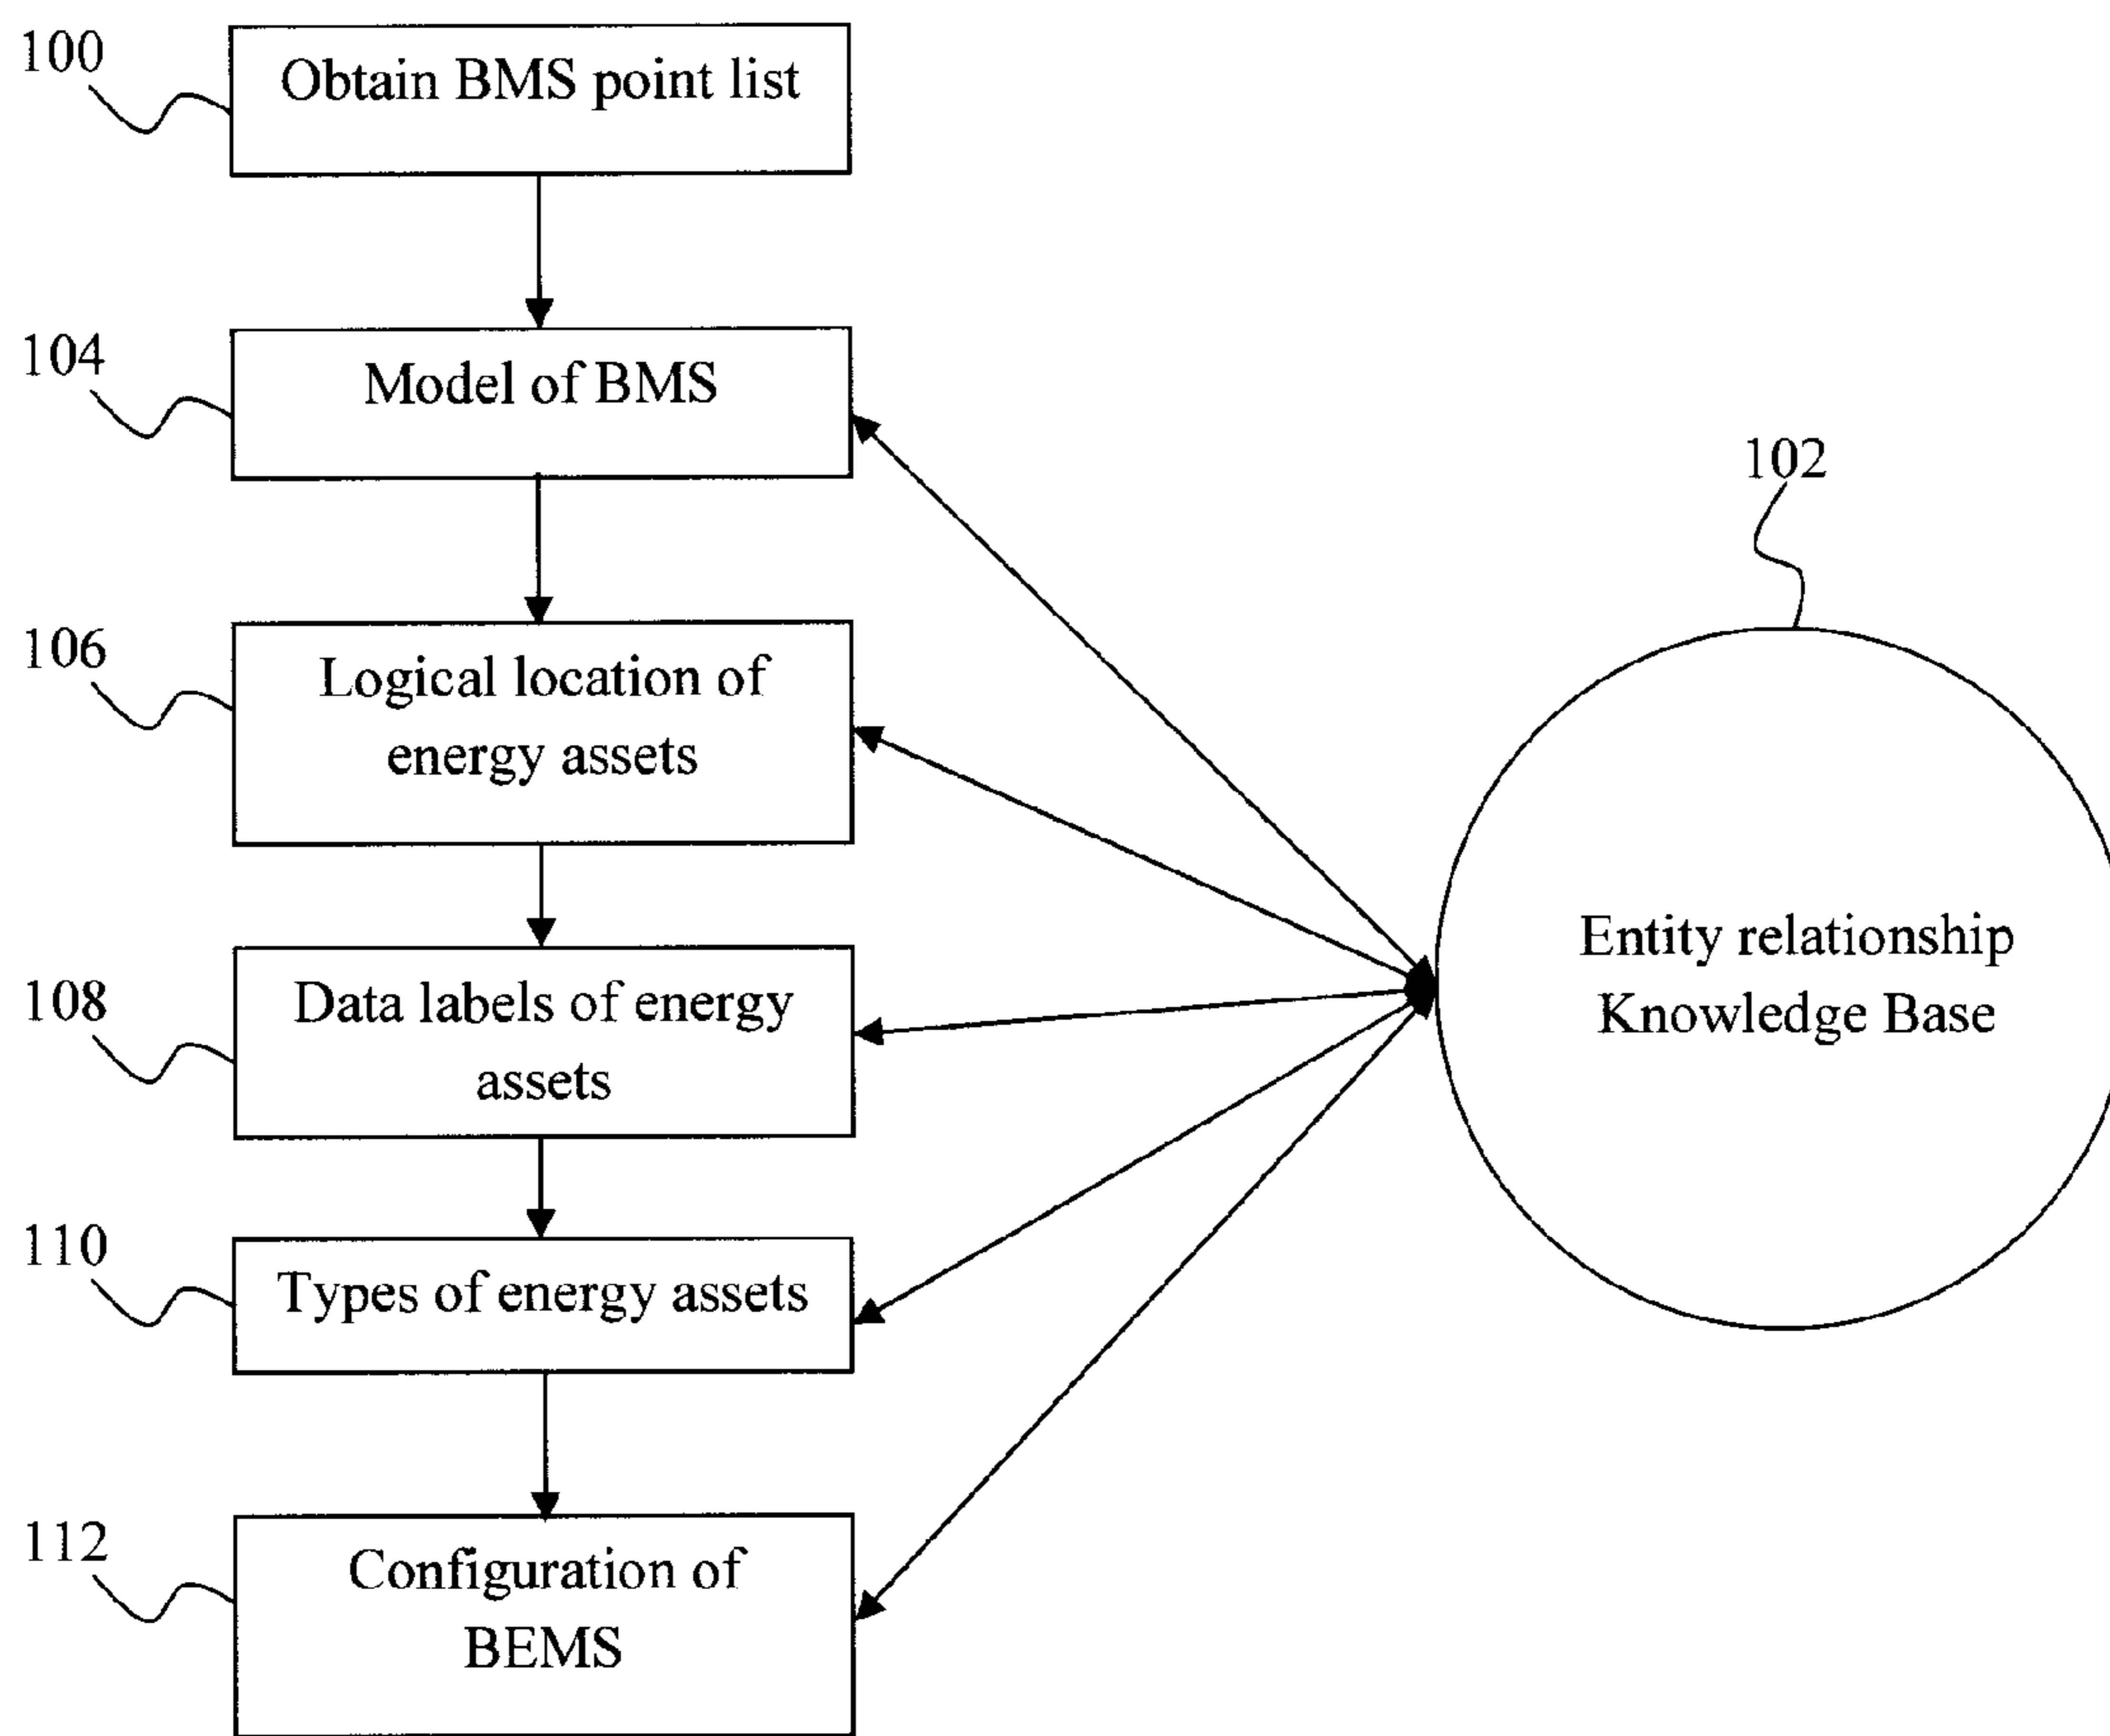 100
Obtain BMS point list
104
Model of BMS
102
106
Logical location of
energy assets
Entity relationship
Knowledge Base
108
Data labels of energy
assets
110
Types of energy assets
112
Configuration of
BEMS